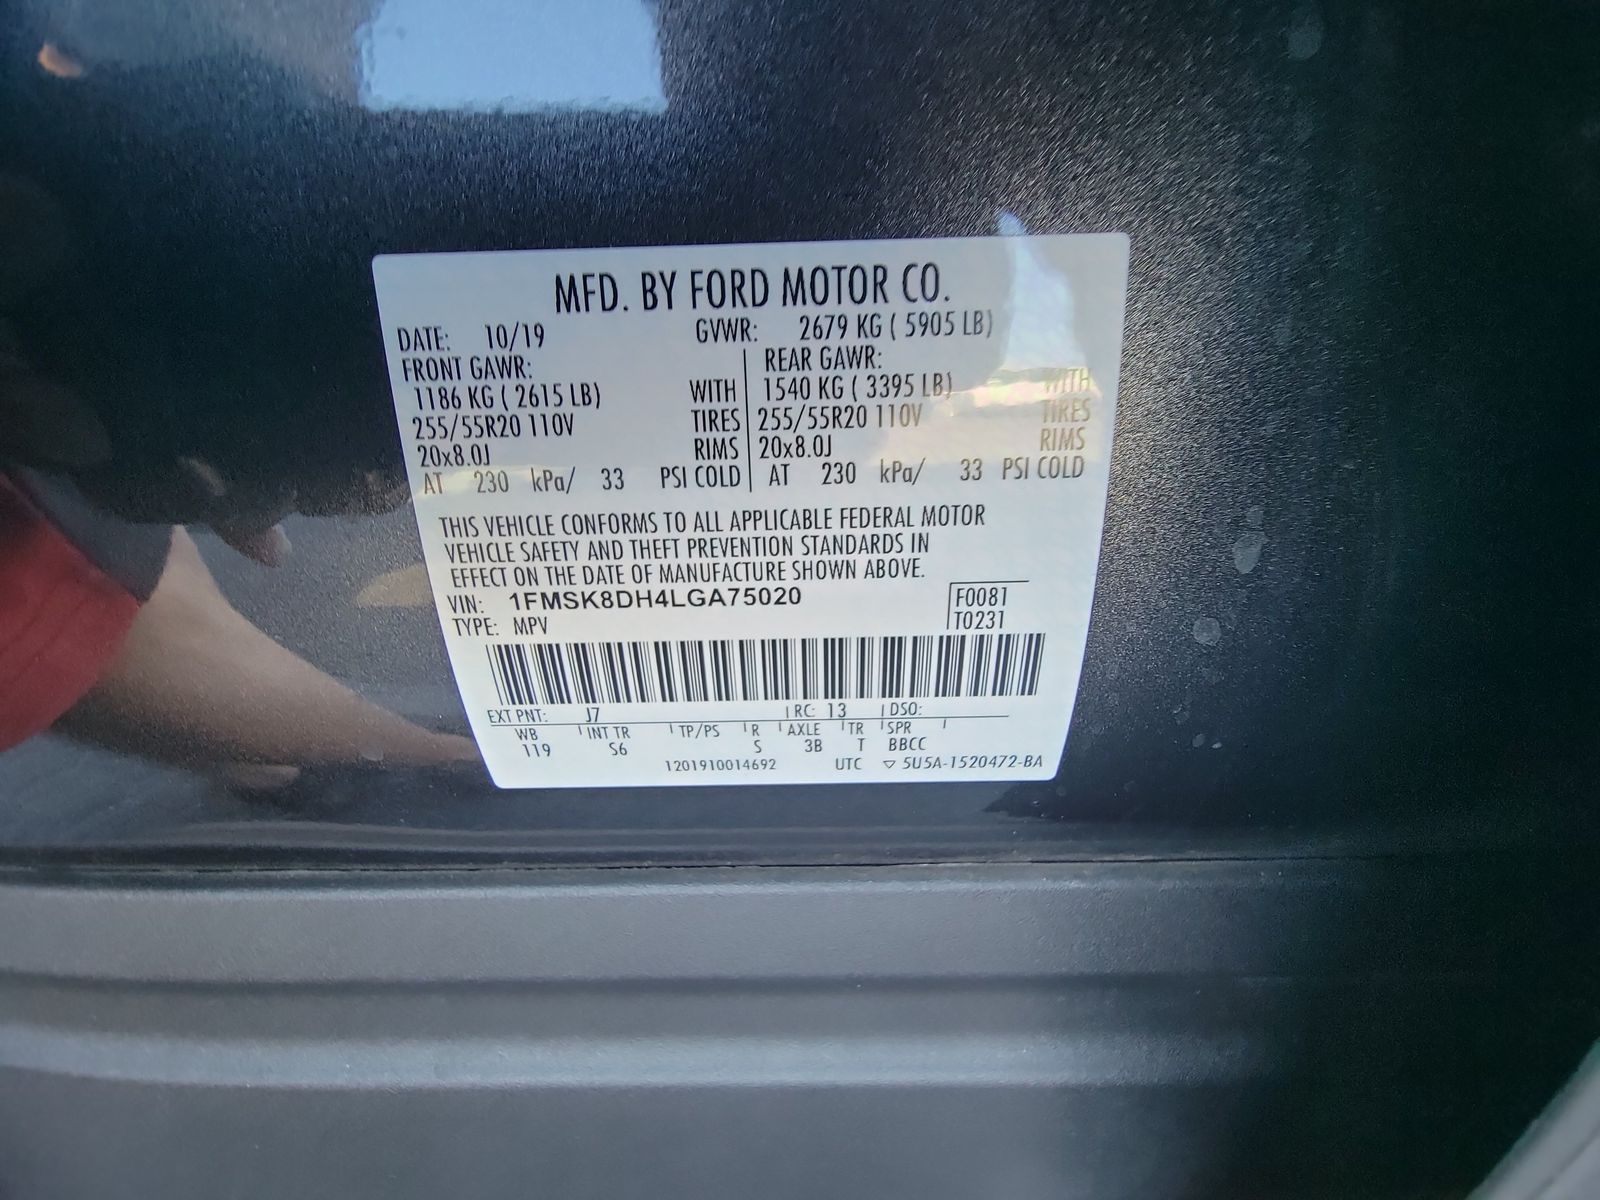 MFD. BY FORD MOTOR CO.
DATE: 10/19 GVWR: 2679 KG ( 5905 LB)
FRONT GAWR: REAR GAWR:
1186 KG ( 2615 LB) WITH 1540 KG ( 3395 LB) WITH
255/55R20 110V TIRES 255/55R20 110V TIRES
20x8.0J RIMS 20x8.0J RIMS
AT 230 kPa/ 33 PSI COLD AT 230 kPa/ 33 PSI COLD
THIS VEHICLE CONFORMS TO ALL APPLICABLE FEDERAL MOTOR
VEHICLE SAFETY AND THEFT PREVENTION STANDARDS IN
EFFECT ON THE DATE OF MANUFACTURE SHOWN ABOVE.
VIN: 1FMSK8DH4LGA75020 F0081
TYPE: MPV T0231
EXT PNT: J7 RC: 13 DSO:
WB INT TR TP/PS R AXLE TR SPR
119 S6 S 3B T BBCC
1201910014692 UTC ▽ 5U5A-1520472-BA